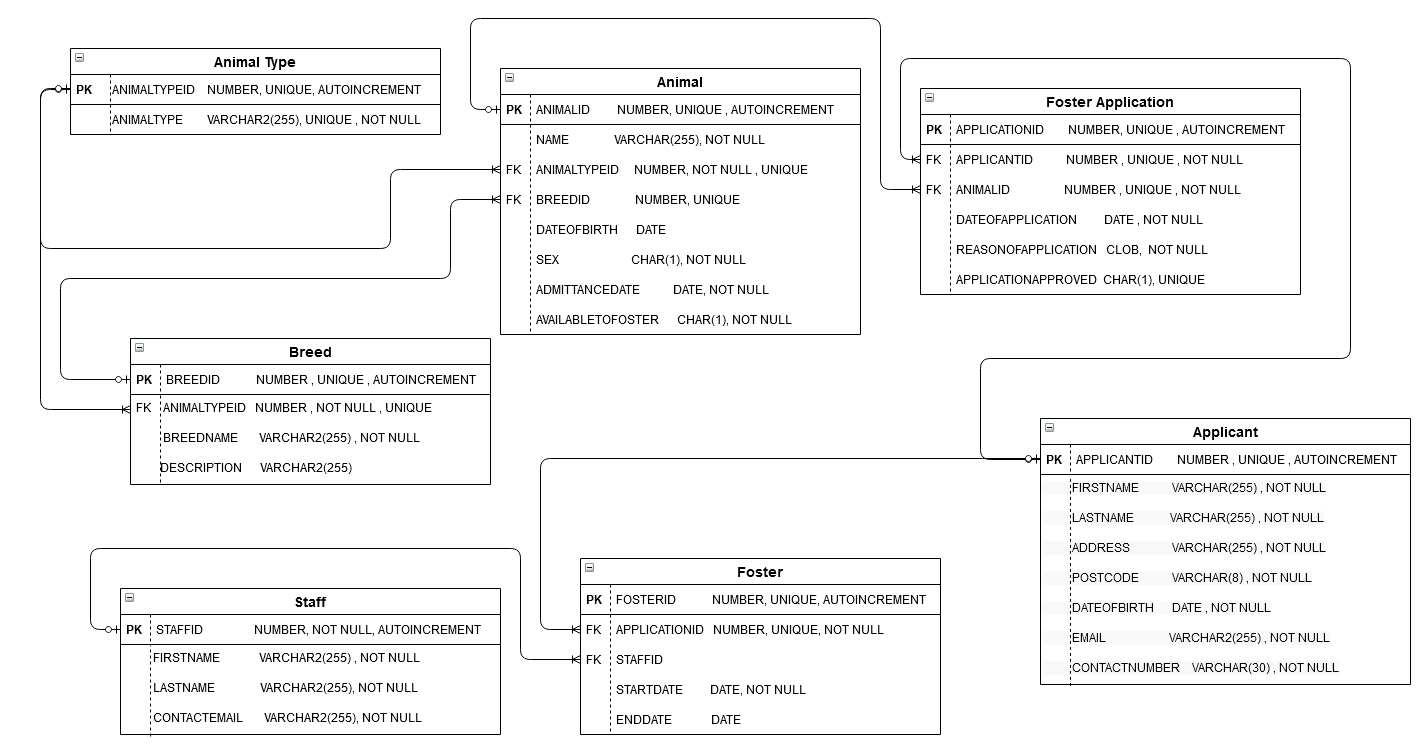 Animal Type
PK ANIMALTYPEID NUMBER, UNIQUE, AUTOINCREMENT
ANIMALTYPE VARCHAR2(255), UNIQUE , NOT NULL
Animal
PK ANIMALID NUMBER, UNIQUE , AUTOINCREMENT
NAME VARCHAR(255), NOT NULL
FK ANIMALTYPEID NUMBER, NOT NULL , UNIQUE
FK BREEDID NUMBER, UNIQUE
DATEOFBIRTH DATE
SEX CHAR(1), NOT NULL
ADMITTANCEDATE DATE, NOT NULL
AVAILABLETOFOSTER CHAR(1), NOT NULL
Foster Application
PK APPLICATIONID NUMBER, UNIQUE , AUTOINCREMENT
FK APPLICANTID NUMBER , UNIQUE , NOT NULL
FK ANIMALID NUMBER , UNIQUE , NOT NULL
DATEOFAPPLICATION DATE , NOT NULL
REASONOFAPPLICATION CLOB, NOT NULL
APPLICATIONAPPROVED CHAR(1), UNIQUE
Breed
PK BREEDID NUMBER , UNIQUE , AUTOINCREMENT
FK ANIMALTYPEID NUMBER , NOT NULL , UNIQUE
BREEDNAME VARCHAR2(255) , NOT NULL
DESCRIPTION VARCHAR2(255)
Applicant
PK APPLICANTID NUMBER , UNIQUE , AUTOINCREMENT
FIRSTNAME VARCHAR(255) , NOT NULL
LASTNAME VARCHAR(255) , NOT NULL
ADDRESS VARCHAR(255) , NOT NULL
POSTCODE VARCHAR(8) , NOT NULL
DATEOFBIRTH DATE , NOT NULL
EMAIL VARCHAR2(255) , NOT NULL
CONTACTNUMBER VARCHAR(30) , NOT NULL
Staff
PK STAFFID NUMBER, NOT NULL, AUTOINCREMENT
FIRSTNAME VARCHAR2(255) , NOT NULL
LASTNAME VARCHAR2(255), NOT NULL
CONTACTEMAIL VARCHAR2(255), NOT NULL
Foster
PK FOSTERID NUMBER, UNIQUE, AUTOINCREMENT
FK APPLICATIONID NUMBER, UNIQUE, NOT NULL
FK STAFFID
STARTDATE DATE, NOT NULL
ENDDATE DATE